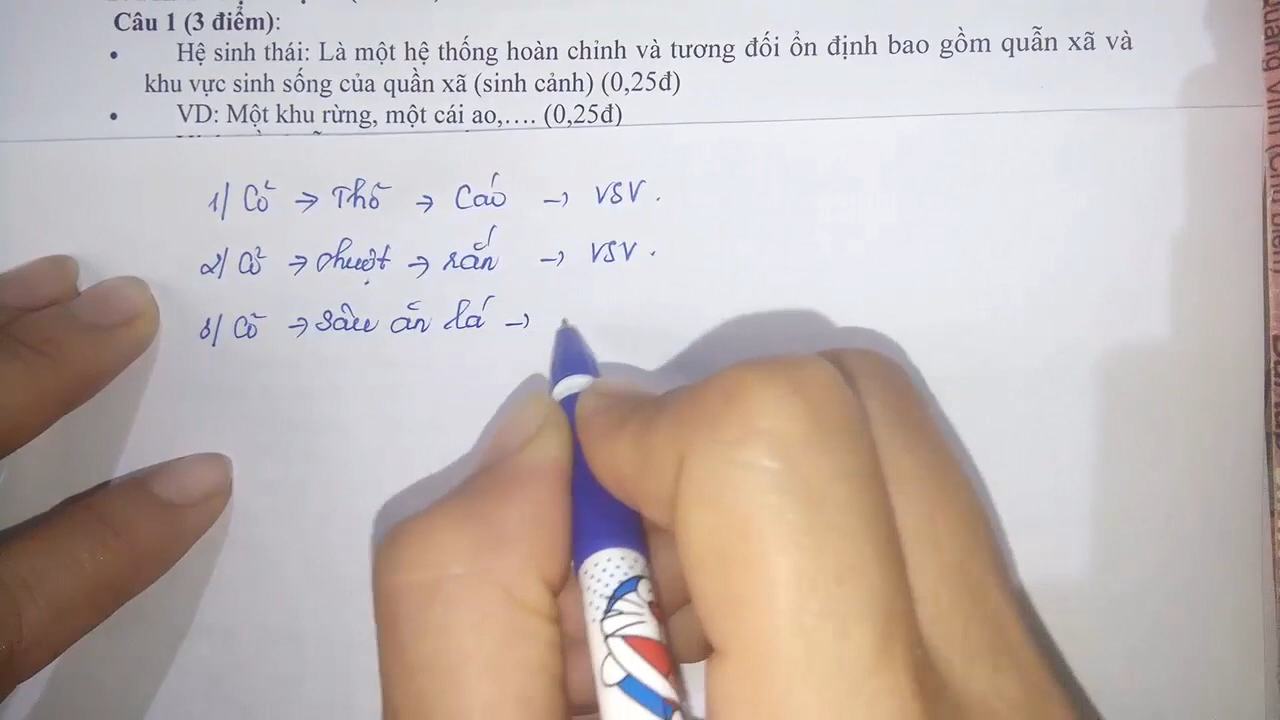 Câu 1 (3 điểm):
• Hệ sinh thái: Là một hệ thống hoàn chỉnh và tương đối ổn định bao gồm quẫn xã và
khu vực sinh sống của quần xã (sinh cảnh) (0,25đ)
• VD: Một khu rừng, một cái ao,…. (0,25đ)
1/ Cỏ → Thỏ → Cáo → VSV.
2/ Cỏ → chuột → rắn → VSV.
3/ Cỏ → Sâu ăn lá →